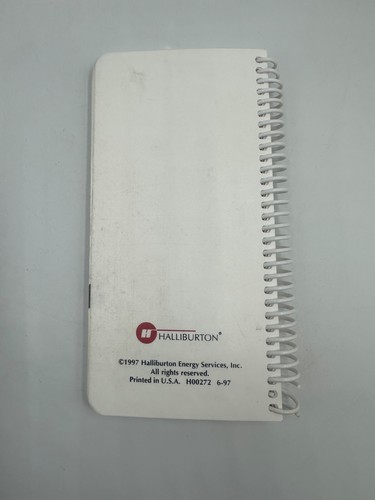 HALLIBURTON®
©1997 Halliburton Energy Services, Inc.
All rights reserved.
Printed in U.S.A. H00272 6-97